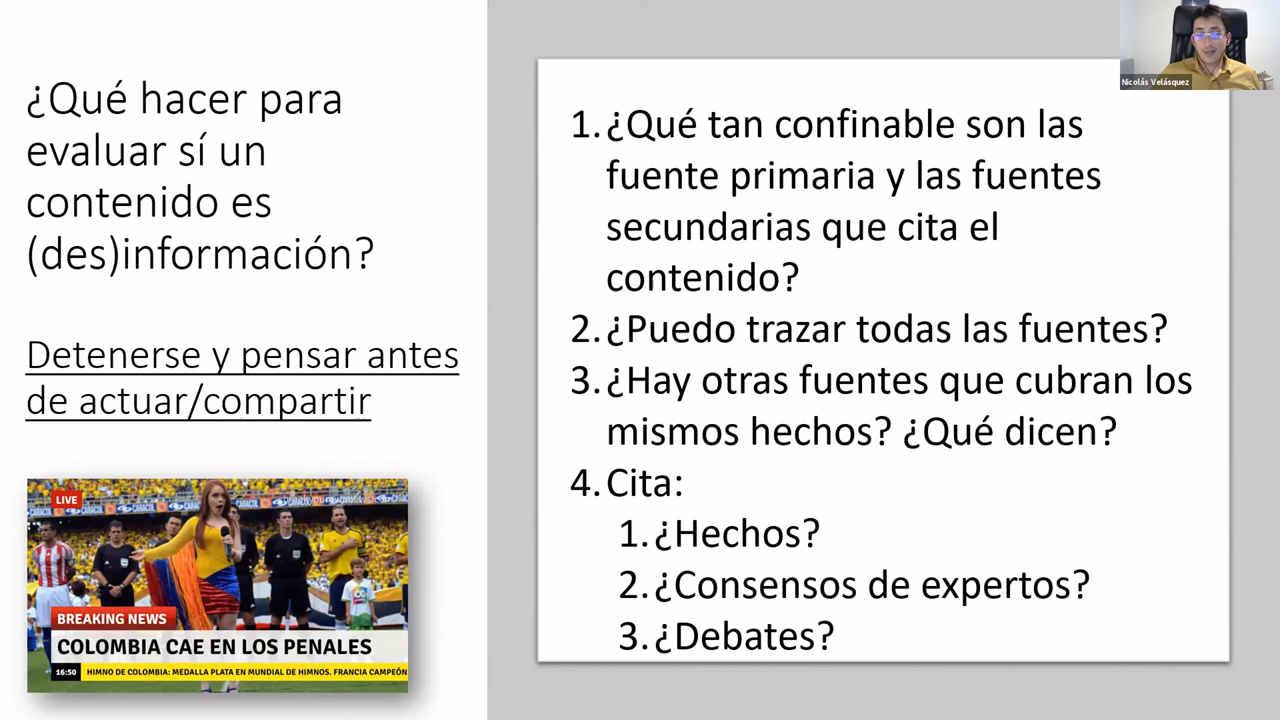 ¿Qué hacer para
evaluar sí un
contenido es
(des)información?
Detenerse y pensar antes
de actuar/compartir
LIVE
CARACOL
BREAKING NEWS
COLOMBIA CAE EN LOS PENALES
16:50 HIMNO DE COLOMBIA: MEDALLA PLATA EN MUNDIAL DE HIMNOS. FRANCIA CAMPEÓN
1. ¿Qué tan confinable son las
fuente primaria y las fuentes
secundarias que cita el
contenido?
2. ¿Puedo trazar todas las fuentes?
3. ¿Hay otras fuentes que cubran los
mismos hechos? ¿Qué dicen?
4. Cita:
1. ¿Hechos?
2. ¿Consensos de expertos?
3. ¿Debates?
Nicolás Velásquez